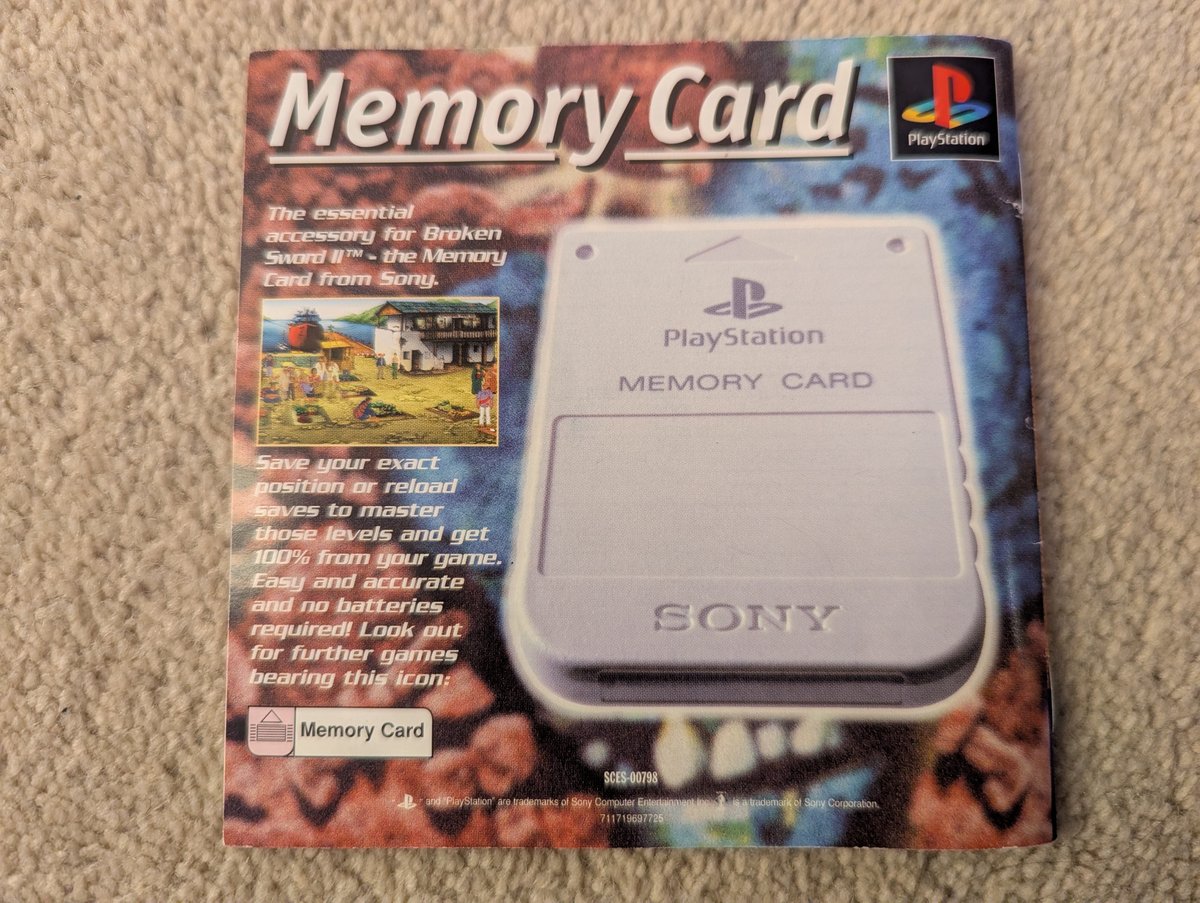 Memory Card
PlayStation
The essential
accessory for Broken
Sword II™ - the Memory
Card from Sony.
PlayStation
MEMORY CARD
SONY
Save your exact
position or reload
saves to master
those levels and get
100% from your game.
Easy and accurate
and no batteries
required! Look out
for further games
bearing this icon:
Memory Card
SCES-00798
and "PlayStation" are trademarks of Sony Computer Entertainment Inc. is a trademark of Sony Corporation.
711719697725